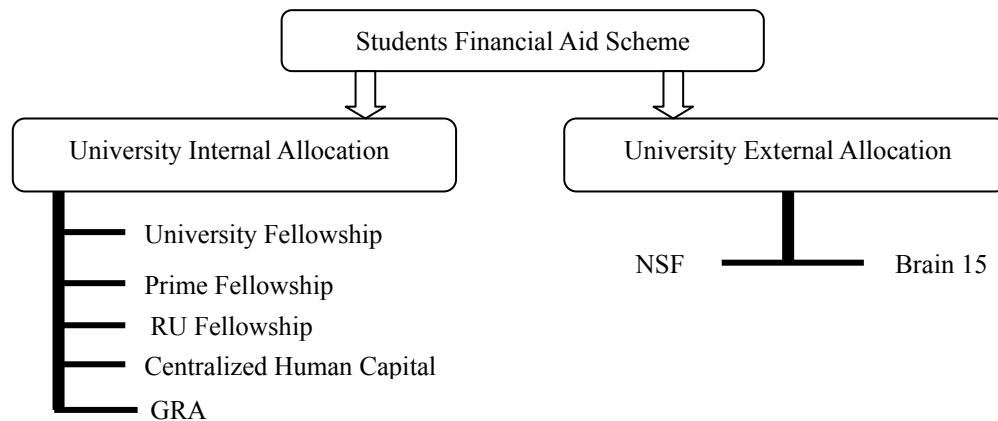 Students Financial Aid Scheme
University Internal Allocation
University External Allocation
University Fellowship
Prime Fellowship
RU Fellowship
Centralized Human Capital
GRA
NSF
Brain 15